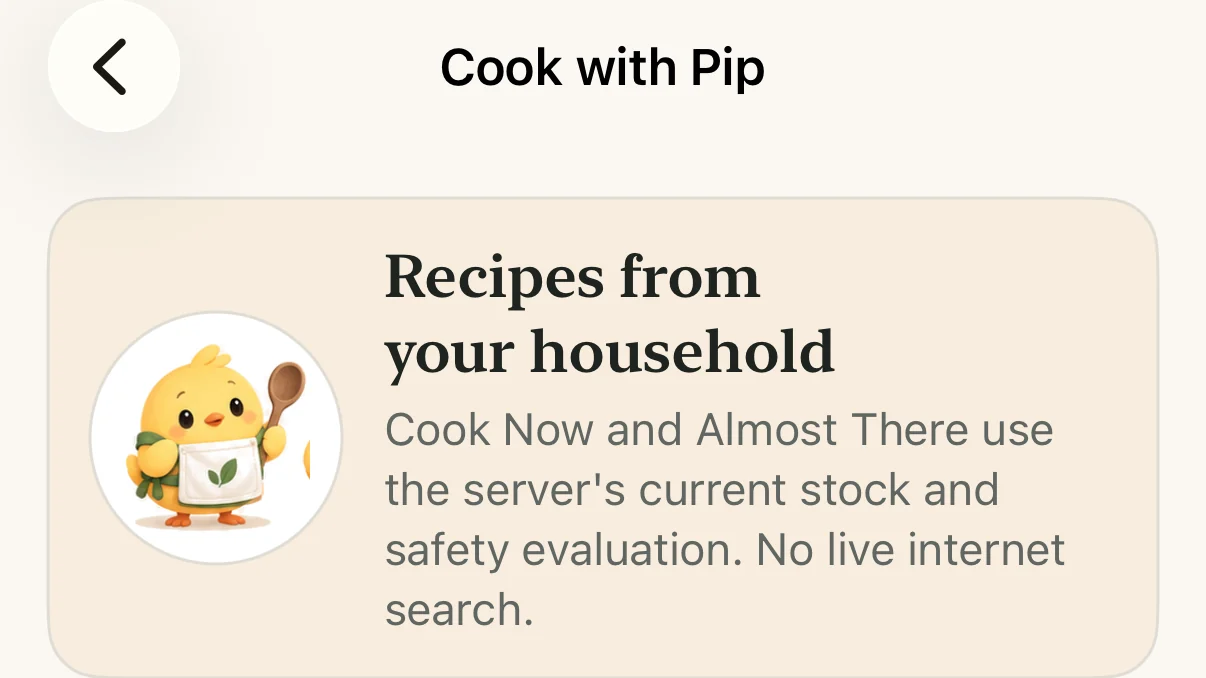 Cook with Pip
Recipes from
your household
Cook Now and Almost There use
the server's current stock and
safety evaluation. No live internet
search.